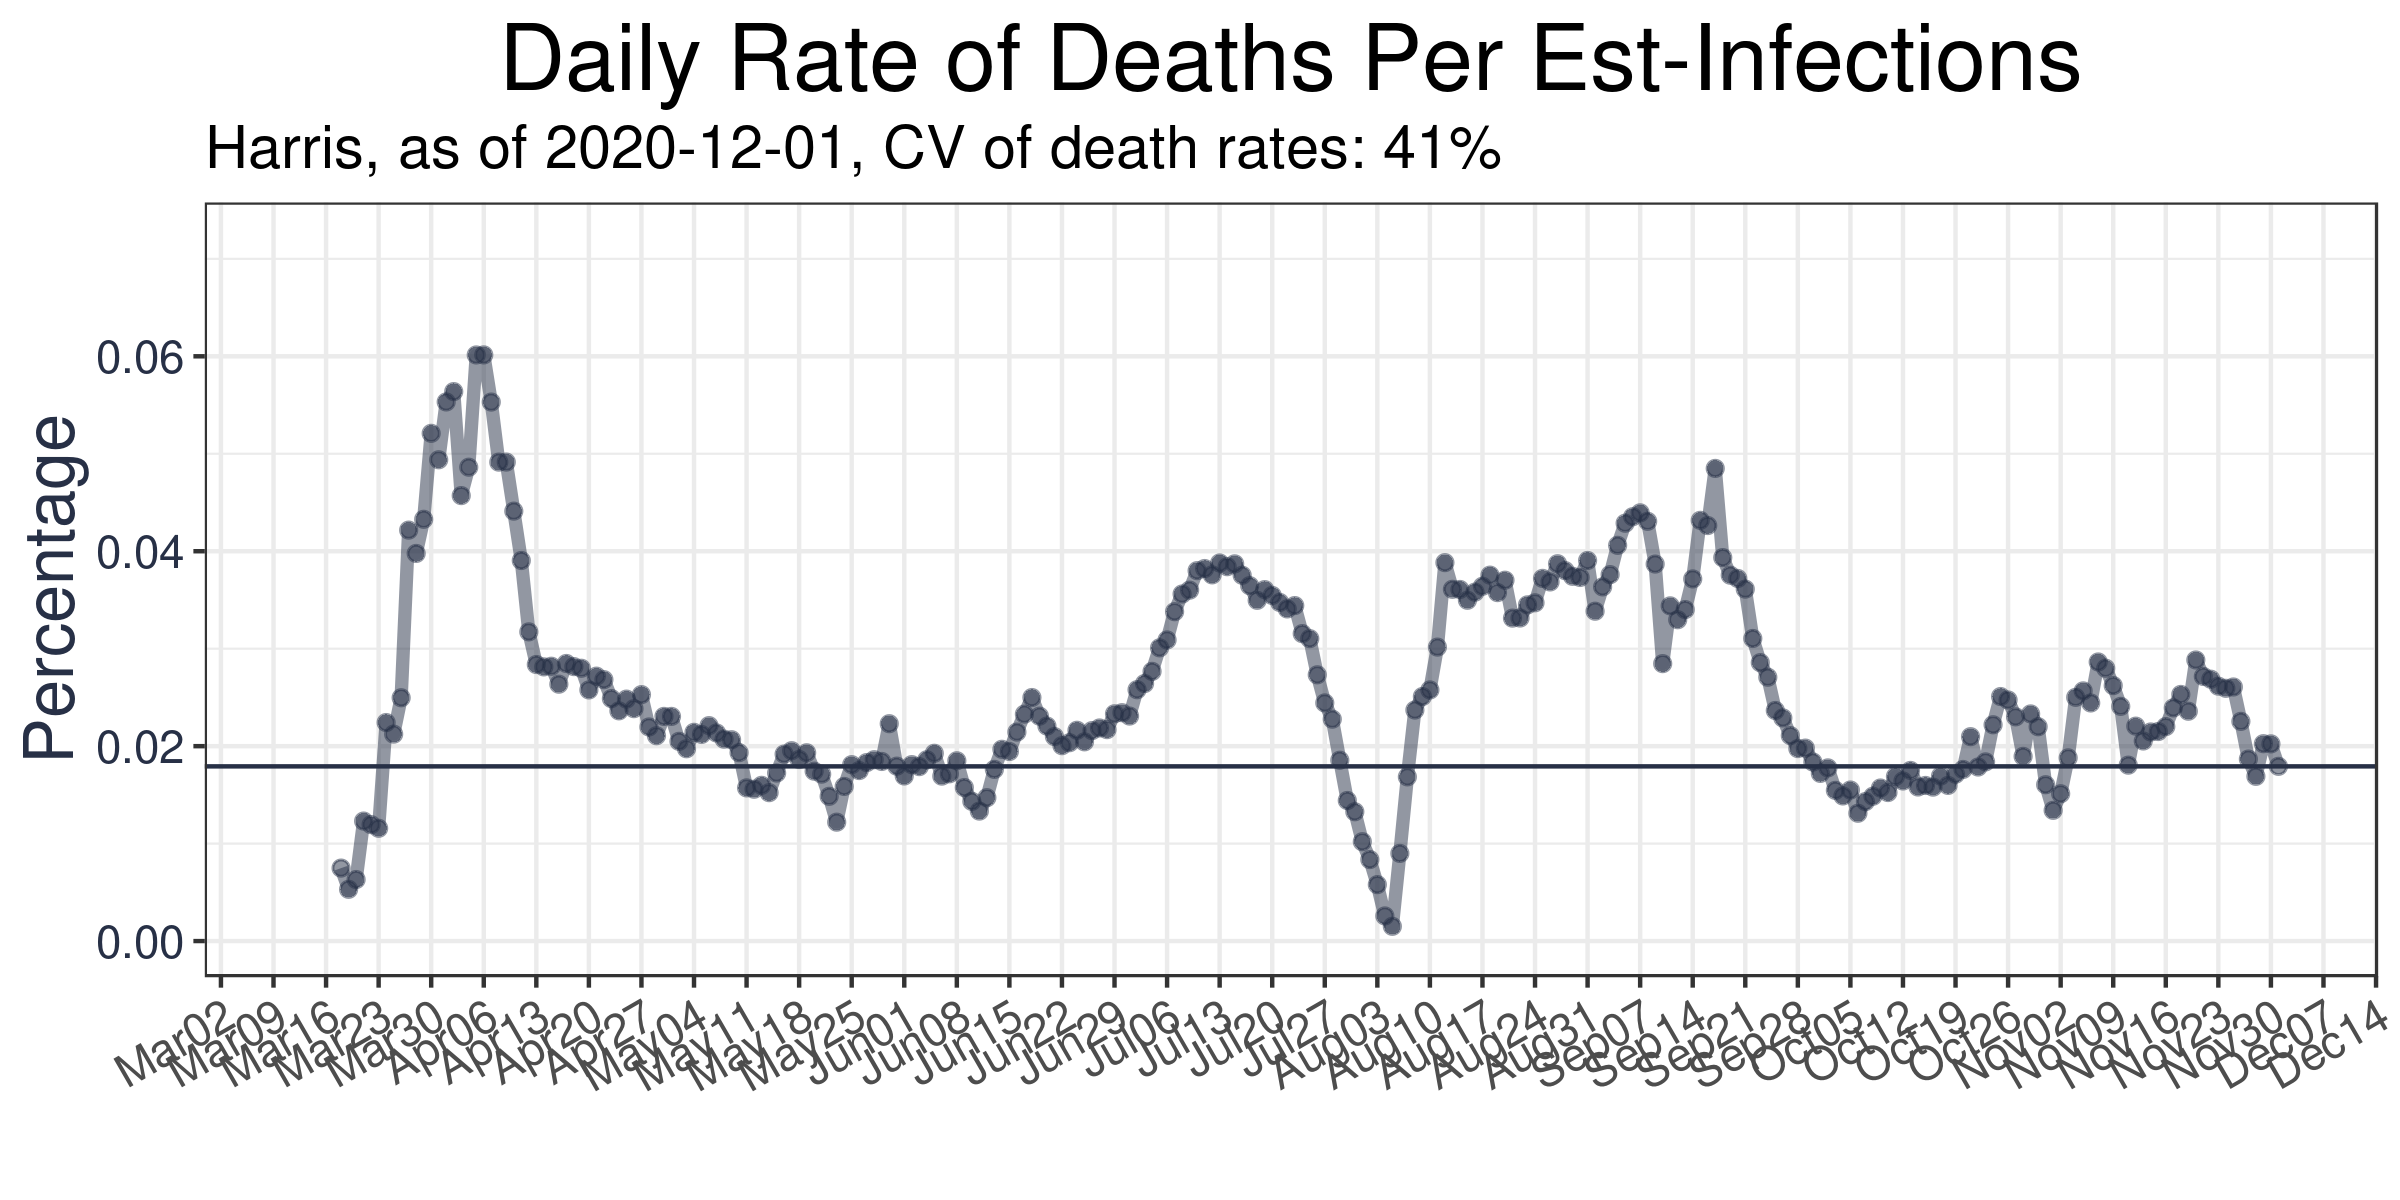 Daily Rate of Deaths Per Est-Infections
Harris, as of 2020-12-01, CV of death rates: 41%
Percentage
0.06
0.04
0.02
0.00
Mar02
Mar09
Mar16
Mar23
Mar30
Apr06
Apr13
Apr20
Apr27
May04
May11
May18
May25
Jun01
Jun08
Jun15
Jun22
Jun29
Jul06
Jul13
Jul20
Jul27
Aug03
Aug10
Aug17
Aug24
Aug31
Sep07
Sep14
Sep21
Sep28
Oct05
Oct12
Oct19
Oct26
Nov02
Nov09
Nov16
Nov23
Nov30
Dec07
Dec14